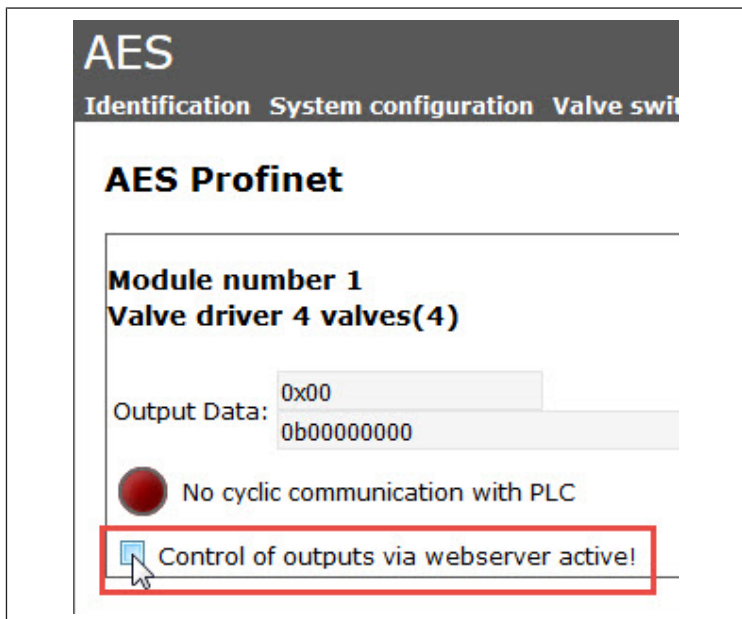 AES
Identification System configuration Valve swit
AES Profinet
Module number 1
Valve driver 4 valves(4)
Output Data:
0x00
0b00000000
No cyclic communication with PLC
Control of outputs via webserver active!